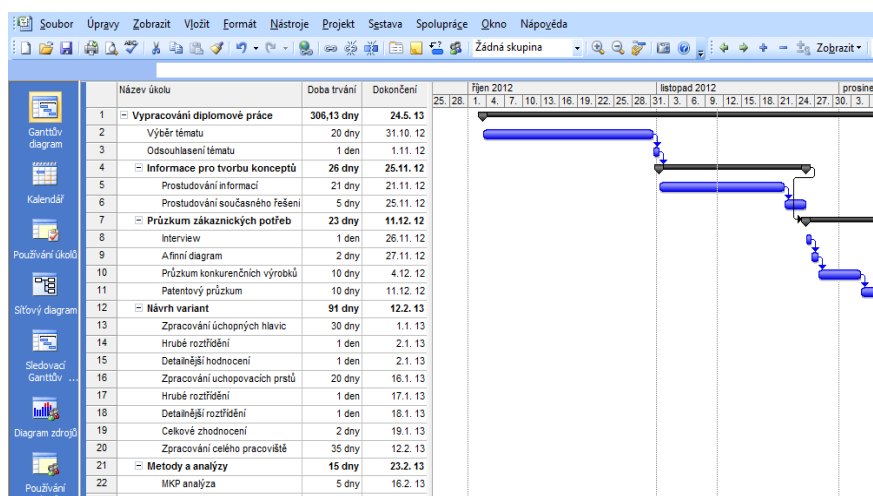 Soubor Úpravy Zobrazit Vložit Formát Nástroje Projekt Sestava Spolupráce Okno Nápověda
Žádná skupina Zobrazit
Název úkolu Doba trvání Dokončení říjen 2012 listopad 2012 prosine
25. 28. 1. 4. 7. 10. 13. 16. 19. 22. 25. 28. 31. 3. 6. 9. 12. 15. 18. 21. 24. 27. 30. 3.
1 Vypracování diplomové práce 306,13 dny 24.5. 13
2 Výběr tématu 20 dny 31.10. 12
3 Odsouhlasení tématu 1 den 1.11. 12
4 Informace pro tvorbu konceptů 26 dny 25.11. 12
5 Prostudování informací 21 dny 21.11. 12
6 Prostudování současného řešení 5 dny 25.11. 12
7 Průzkum zákaznických potřeb 23 dny 11.12. 12
8 Interview 1 den 26.11. 12
9 Afinní diagram 2 dny 27.11. 12
10 Průzkum konkurenčních výrobků 10 dny 4.12. 12
11 Patentový průzkum 10 dny 11.12. 12
12 Návrh variant 91 dny 12.2. 13
13 Zpracování úchopných hlavic 30 dny 1.1. 13
14 Hrubé roztřídění 1 den 2.1. 13
15 Detailnější hodnocení 1 den 2.1. 13
16 Zpracování uchopovacích prstů 20 dny 16.1. 13
17 Hrubé roztřídění 1 den 17.1. 13
18 Detailnější roztřídění 1 den 18.1. 13
19 Celkové zhodnocení 2 dny 19.1. 13
20 Zpracování celého pracoviště 35 dny 12.2. 13
21 Metody a analýzy 15 dny 23.2. 13
22 MKP analýza 5 dny 16.2. 13
Ganttův
diagram
Kalendář
Používání úkolů
Síťový diagram
Sledovací
Ganttův ...
Diagram zdrojů
Používání